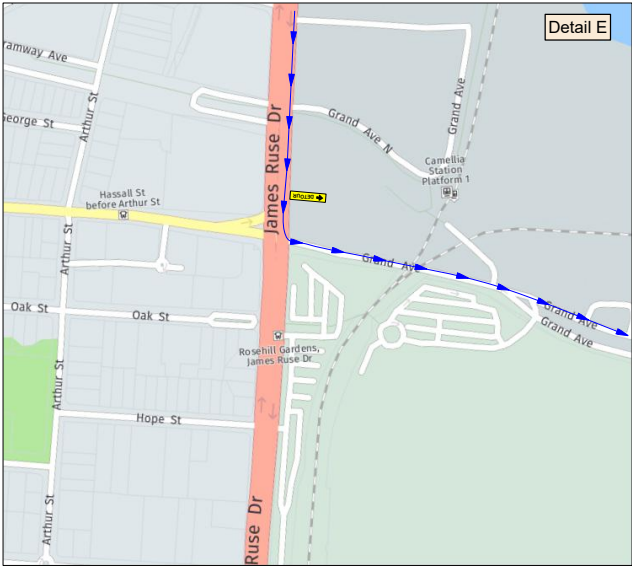 Detail E
ramway Ave
Arthur St
George St
James Ruse Dr
Grand Ave N
Grand Ave
Camellia
Station
Platform 1
Hassall St
before Arthur St
DETOUR
Arthur St
Grand Ave
Oak St
Oak St
Grand Ave
Grand Ave
Rosehill Gardens,
James Ruse Dr
Arthur St
Hope St
Arthur St
Ruse Dr